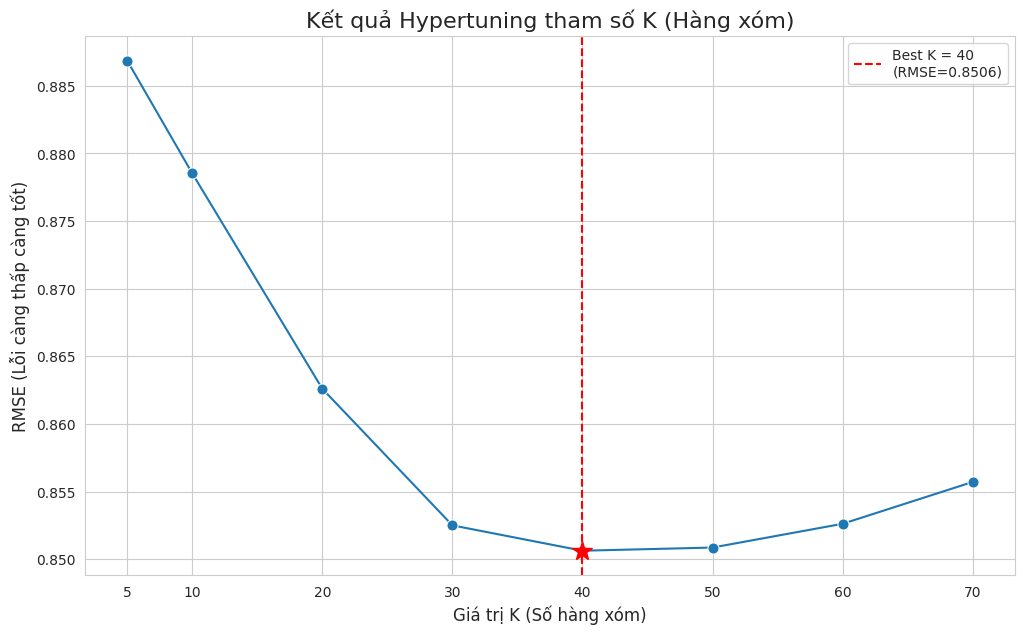 Kết quả Hypertuning tham số K (Hàng xóm)
Best K = 40
(RMSE=0.8506)
RMSE (Lỗi càng thấp càng tốt)
0.885
0.880
0.875
0.870
0.865
0.860
0.855
0.850
5 10 20 30 40 50 60 70
Giá trị K (Số hàng xóm)